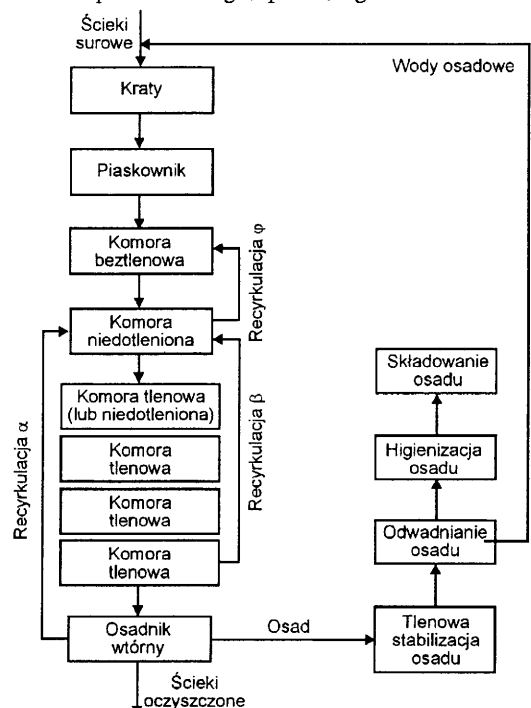 Ścieki
surowe
Wody osadowe
Kraty
Piaskownik
Komora
beztlenowa
Recyrkulacja φ
Komora
niedotleniona
Składowanie
osadu
Komora tlenowa
(lub niedotleniona)
Recyrkulacja α
Recyrkulacja β
Komora
tlenowa
Higienizacja
osadu
Komora
tlenowa
Komora
tlenowa
Odwadnianie
osadu
Osadnik
wtórny
Osad
Tlenowa
stabilizacja
osadu
Ścieki
oczyszczone